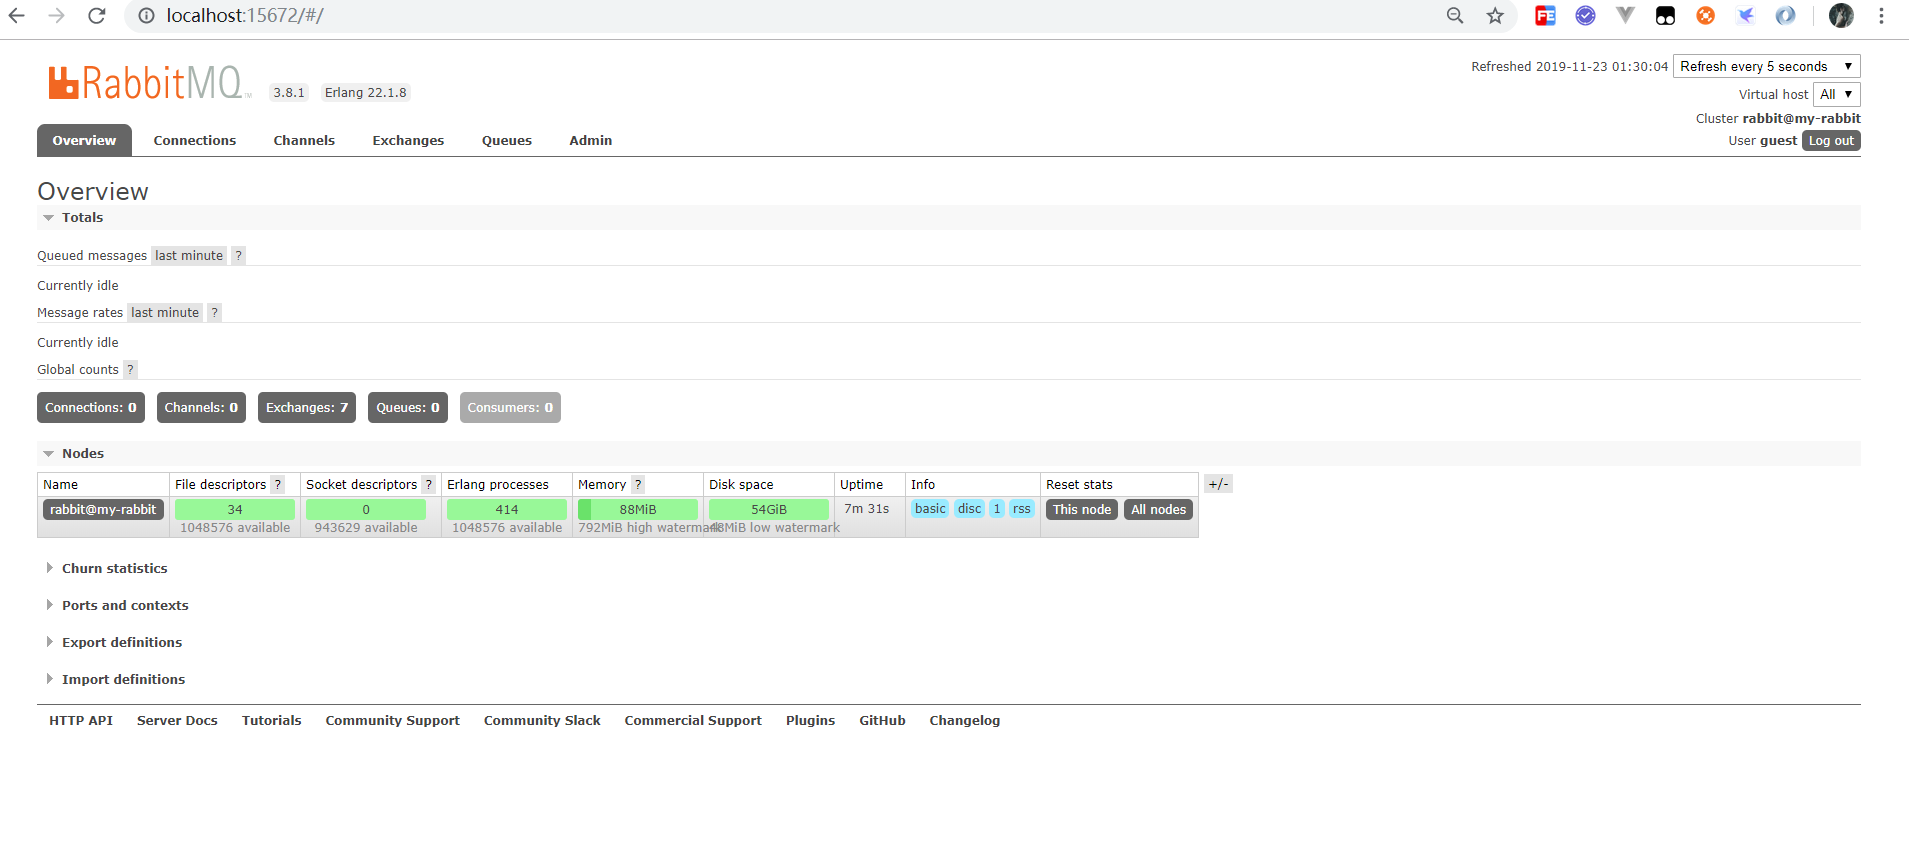 localhost:15672/#/
RabbitMQ TM 3.8.1 Erlang 22.1.8
Refreshed 2019-11-23 01:30:04 Refresh every 5 seconds
Virtual host All
Cluster rabbit@my-rabbit
User guest Log out
Overview Connections Channels Exchanges Queues Admin
Overview
Totals
Queued messages last minute ?
Currently idle
Message rates last minute ?
Currently idle
Global counts ?
Connections: 0 Channels: 0 Exchanges: 7 Queues: 0 Consumers: 0
Nodes
Name File descriptors ? Socket descriptors ? Erlang processes Memory ? Disk space Uptime Info Reset stats +/-
rabbit@my-rabbit 34 0 414 88MiB 54GiB 7m 31s basic disc 1 rss This node All nodes
1048576 available 943629 available 1048576 available 792MiB high watermark 48MiB low watermark
Churn statistics
Ports and contexts
Export definitions
Import definitions
HTTP API Server Docs Tutorials Community Support Community Slack Commercial Support Plugins GitHub Changelog